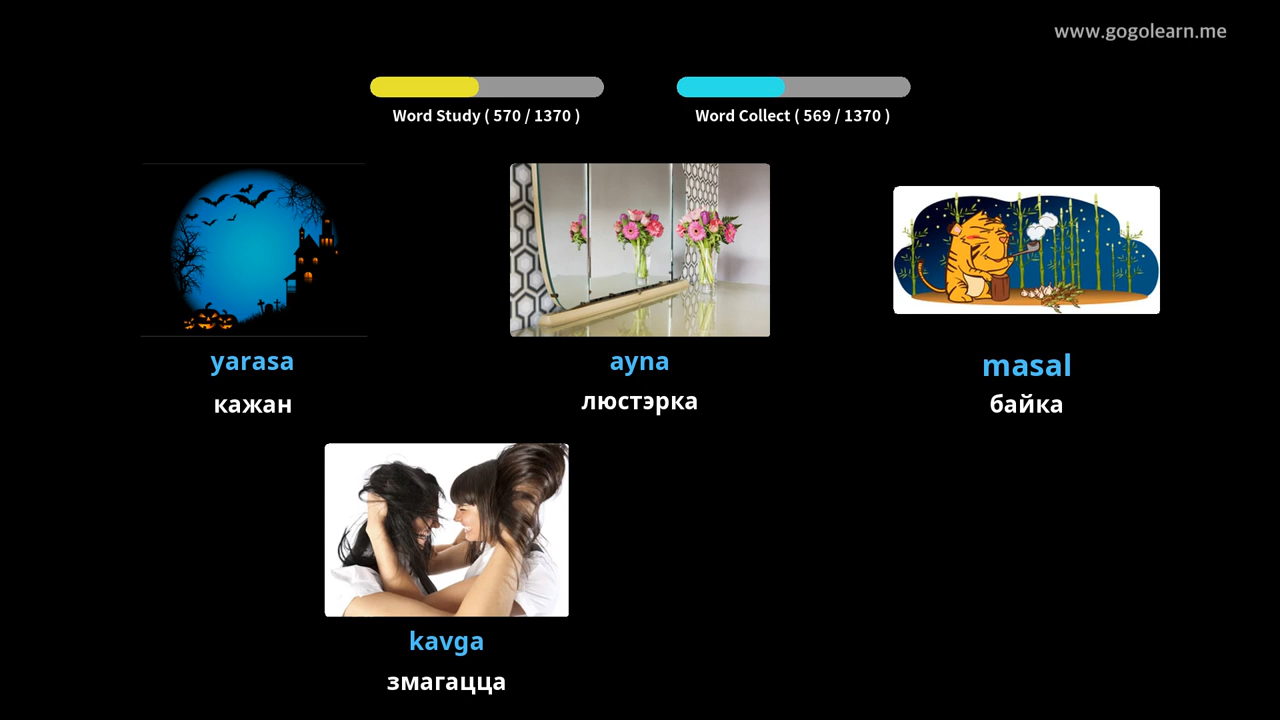 www.gogolearn.me
Word Study ( 570 / 1370 )
Word Collect ( 569 / 1370 )
yarasa
кажан
ayna
люстэрка
masal
байка
kavga
змагацца